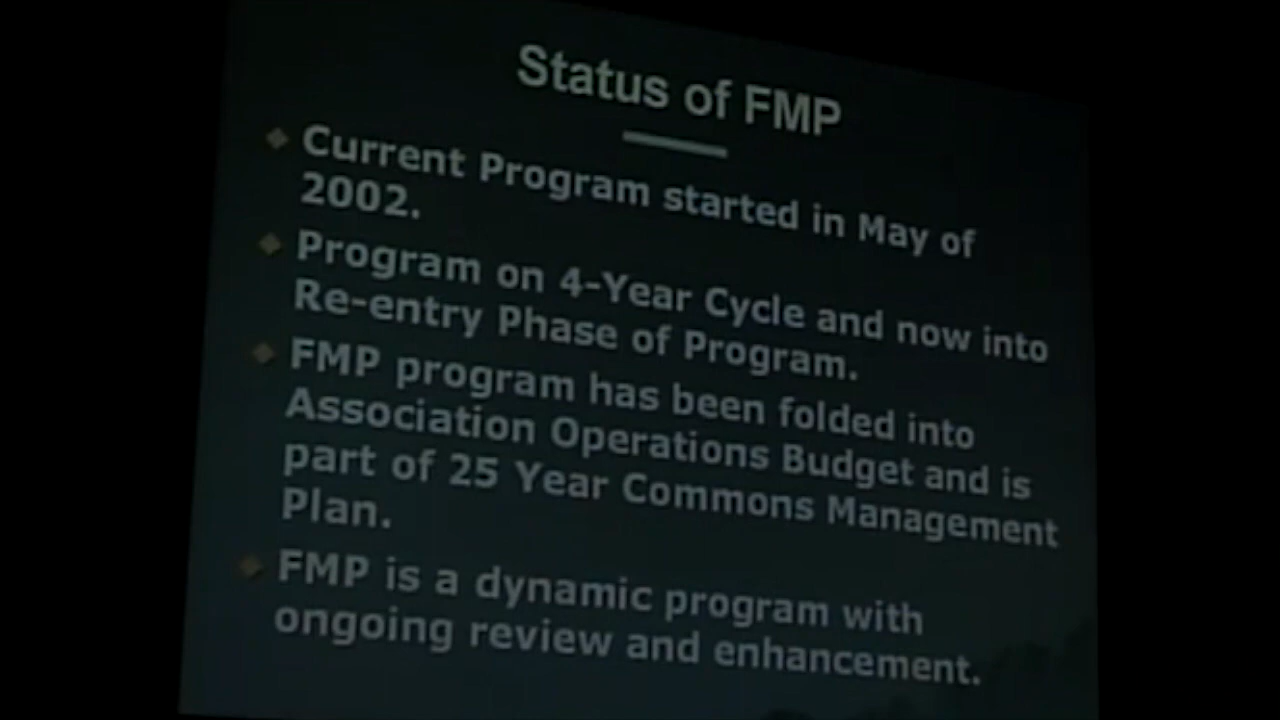 Status of FMP
Current Program started in May of
2002.
Program on 4-Year Cycle and now into
Re-entry Phase of Program.
FMP program has been folded into
Association Operations Budget and is
part of 25 Year Commons Management
Plan.
FMP is a dynamic program with
ongoing review and enhancement.